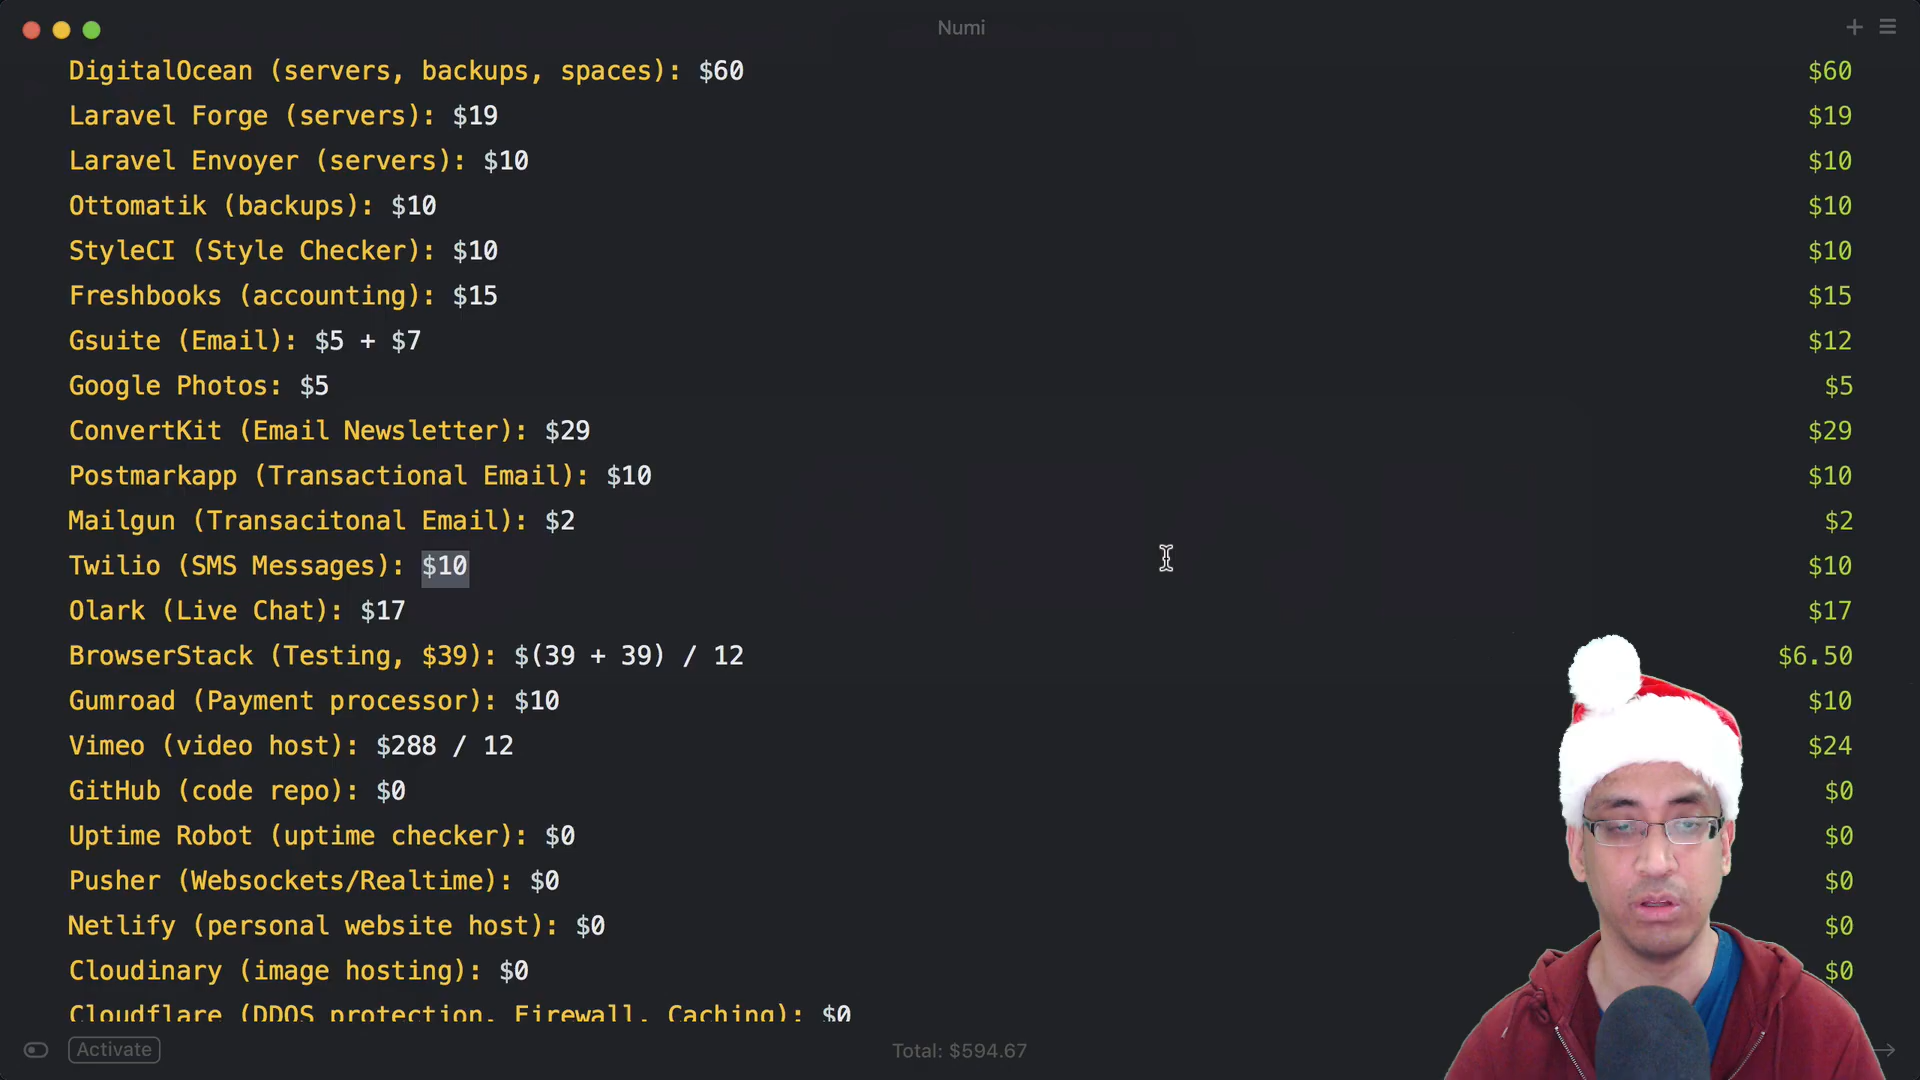 Numi
DigitalOcean (servers, backups, spaces): $60 $60
Laravel Forge (servers): $19 $19
Laravel Envoyer (servers): $10 $10
Ottomatik (backups): $10 $10
StyleCI (Style Checker): $10 $10
Freshbooks (accounting): $15 $15
Gsuite (Email): $5 + $7 $12
Google Photos: $5 $5
ConvertKit (Email Newsletter): $29 $29
Postmarkapp (Transactional Email): $10 $10
Mailgun (Transacitonal Email): $2 $2
Twilio (SMS Messages): $10 $10
Olark (Live Chat): $17 $17
BrowserStack (Testing, $39): $(39 + 39) / 12 $6.50
Gumroad (Payment processor): $10 $10
Vimeo (video host): $288 / 12 $24
GitHub (code repo): $0 $0
Uptime Robot (uptime checker): $0 $0
Pusher (Websockets/Realtime): $0 $0
Netlify (personal website host): $0 $0
Cloudinary (image hosting): $0 $0
Cloudflare (DDOS protection, Firewall, Caching): $0
Activate
Total: $594.67